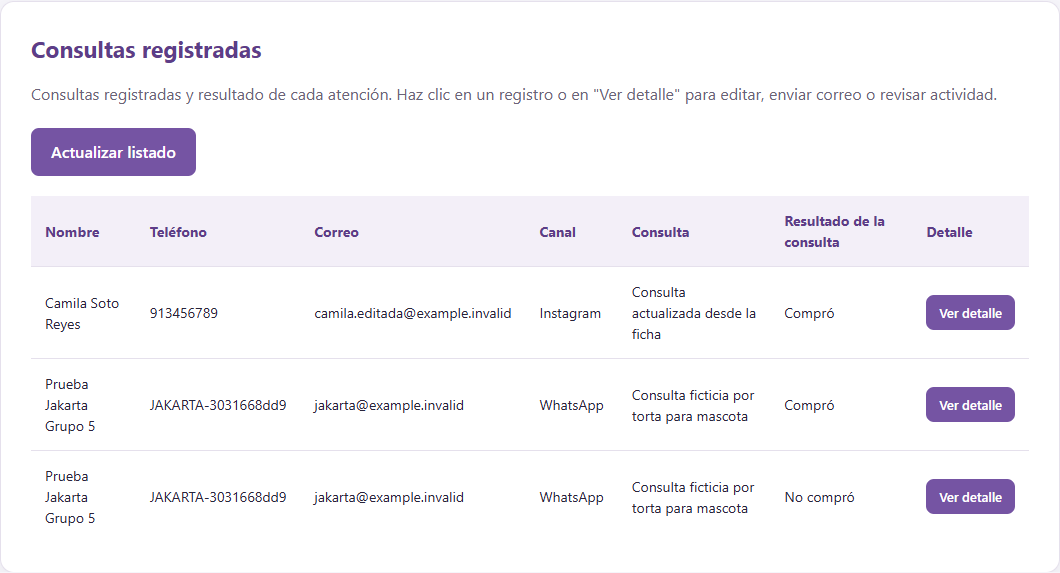 Consultas registradas
Consultas registradas y resultado de cada atención. Haz clic en un registro o en "Ver detalle" para editar, enviar correo o revisar actividad.
Actualizar listado
Nombre Teléfono Correo Canal Consulta Resultado de la consulta Detalle
Camila Soto Reyes 913456789 camila.editada@example.invalid Instagram Consulta actualizada desde la ficha Compró Ver detalle
Prueba Jakarta Grupo 5 JAKARTA-3031668dd9 jakarta@example.invalid WhatsApp Consulta ficticia por torta para mascota Compró Ver detalle
Prueba Jakarta Grupo 5 JAKARTA-3031668dd9 jakarta@example.invalid WhatsApp Consulta ficticia por torta para mascota No compró Ver detalle